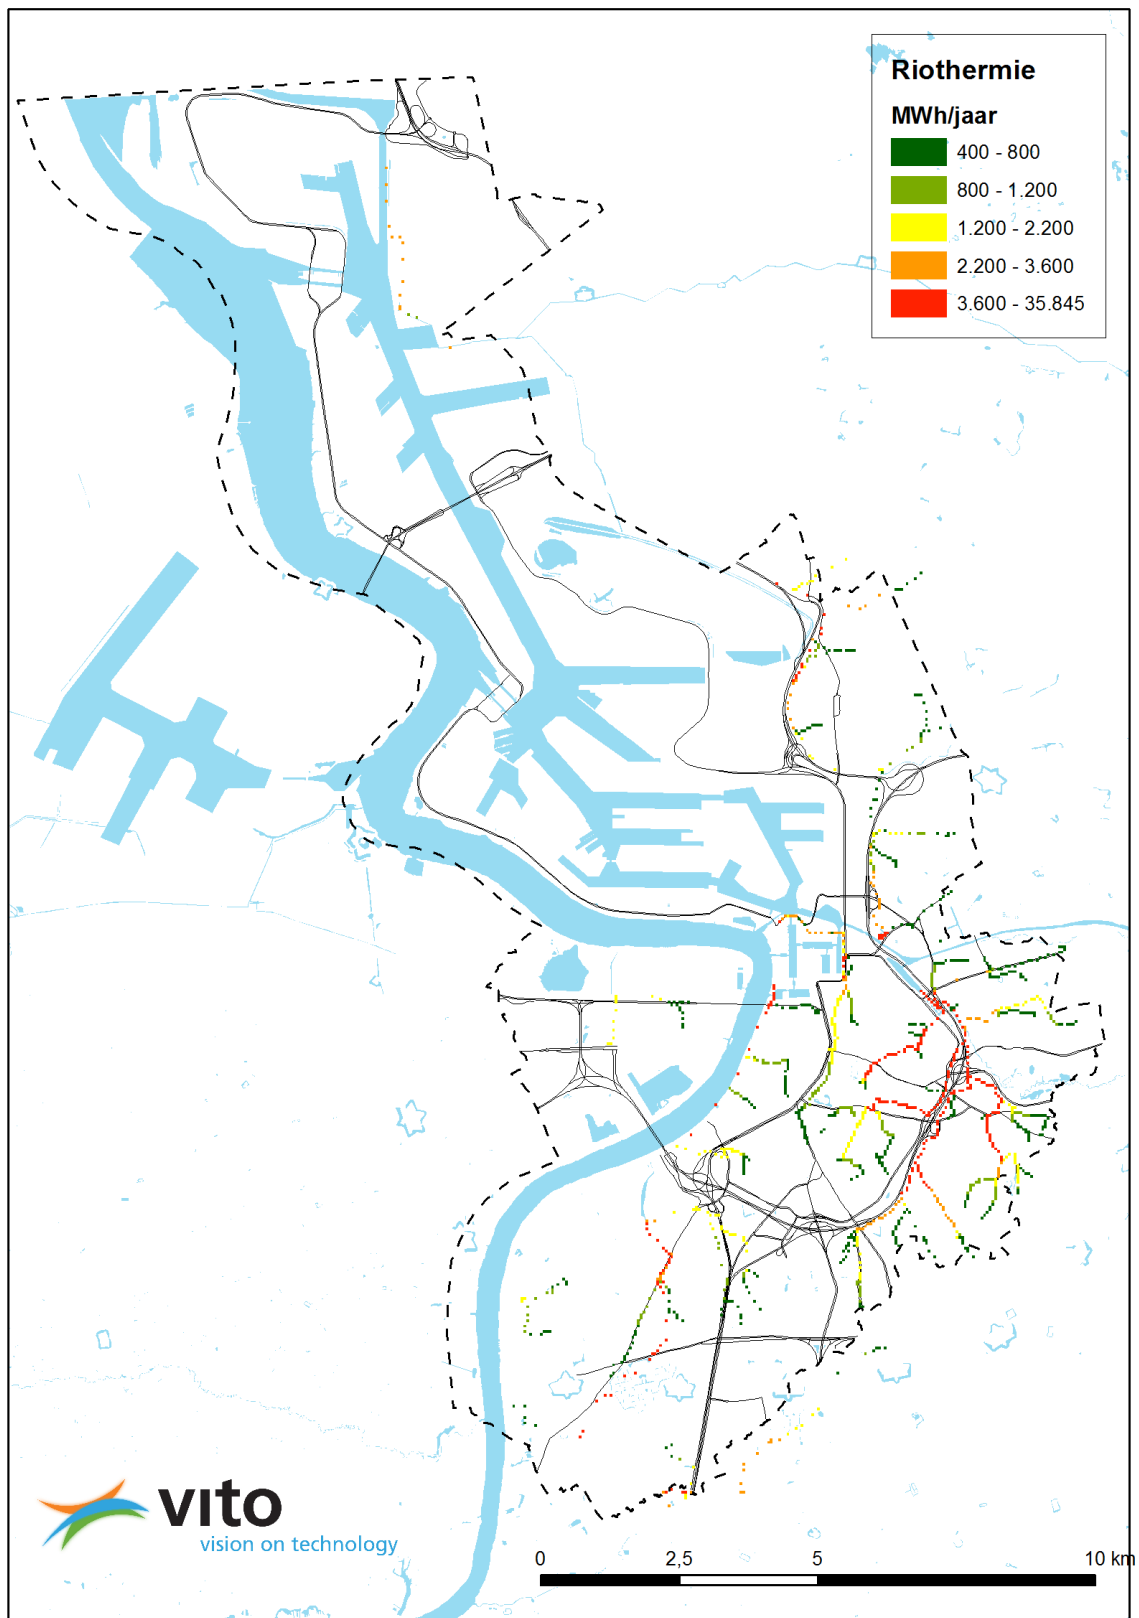 Riothermie
MWh/jaar
400 - 800
800 - 1.200
1.200 - 2.200
2.200 - 3.600
3.600 - 35.845
vito
vision on technology
0 2,5 5 10 km